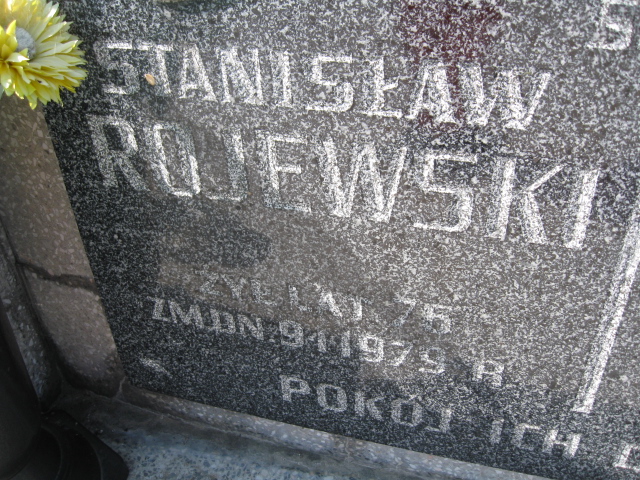 STANISŁAW
ROJEWSKI
ŻYŁ LAT 75
ZM.DN. 9.1.1979 R.
POKÓJ ICH